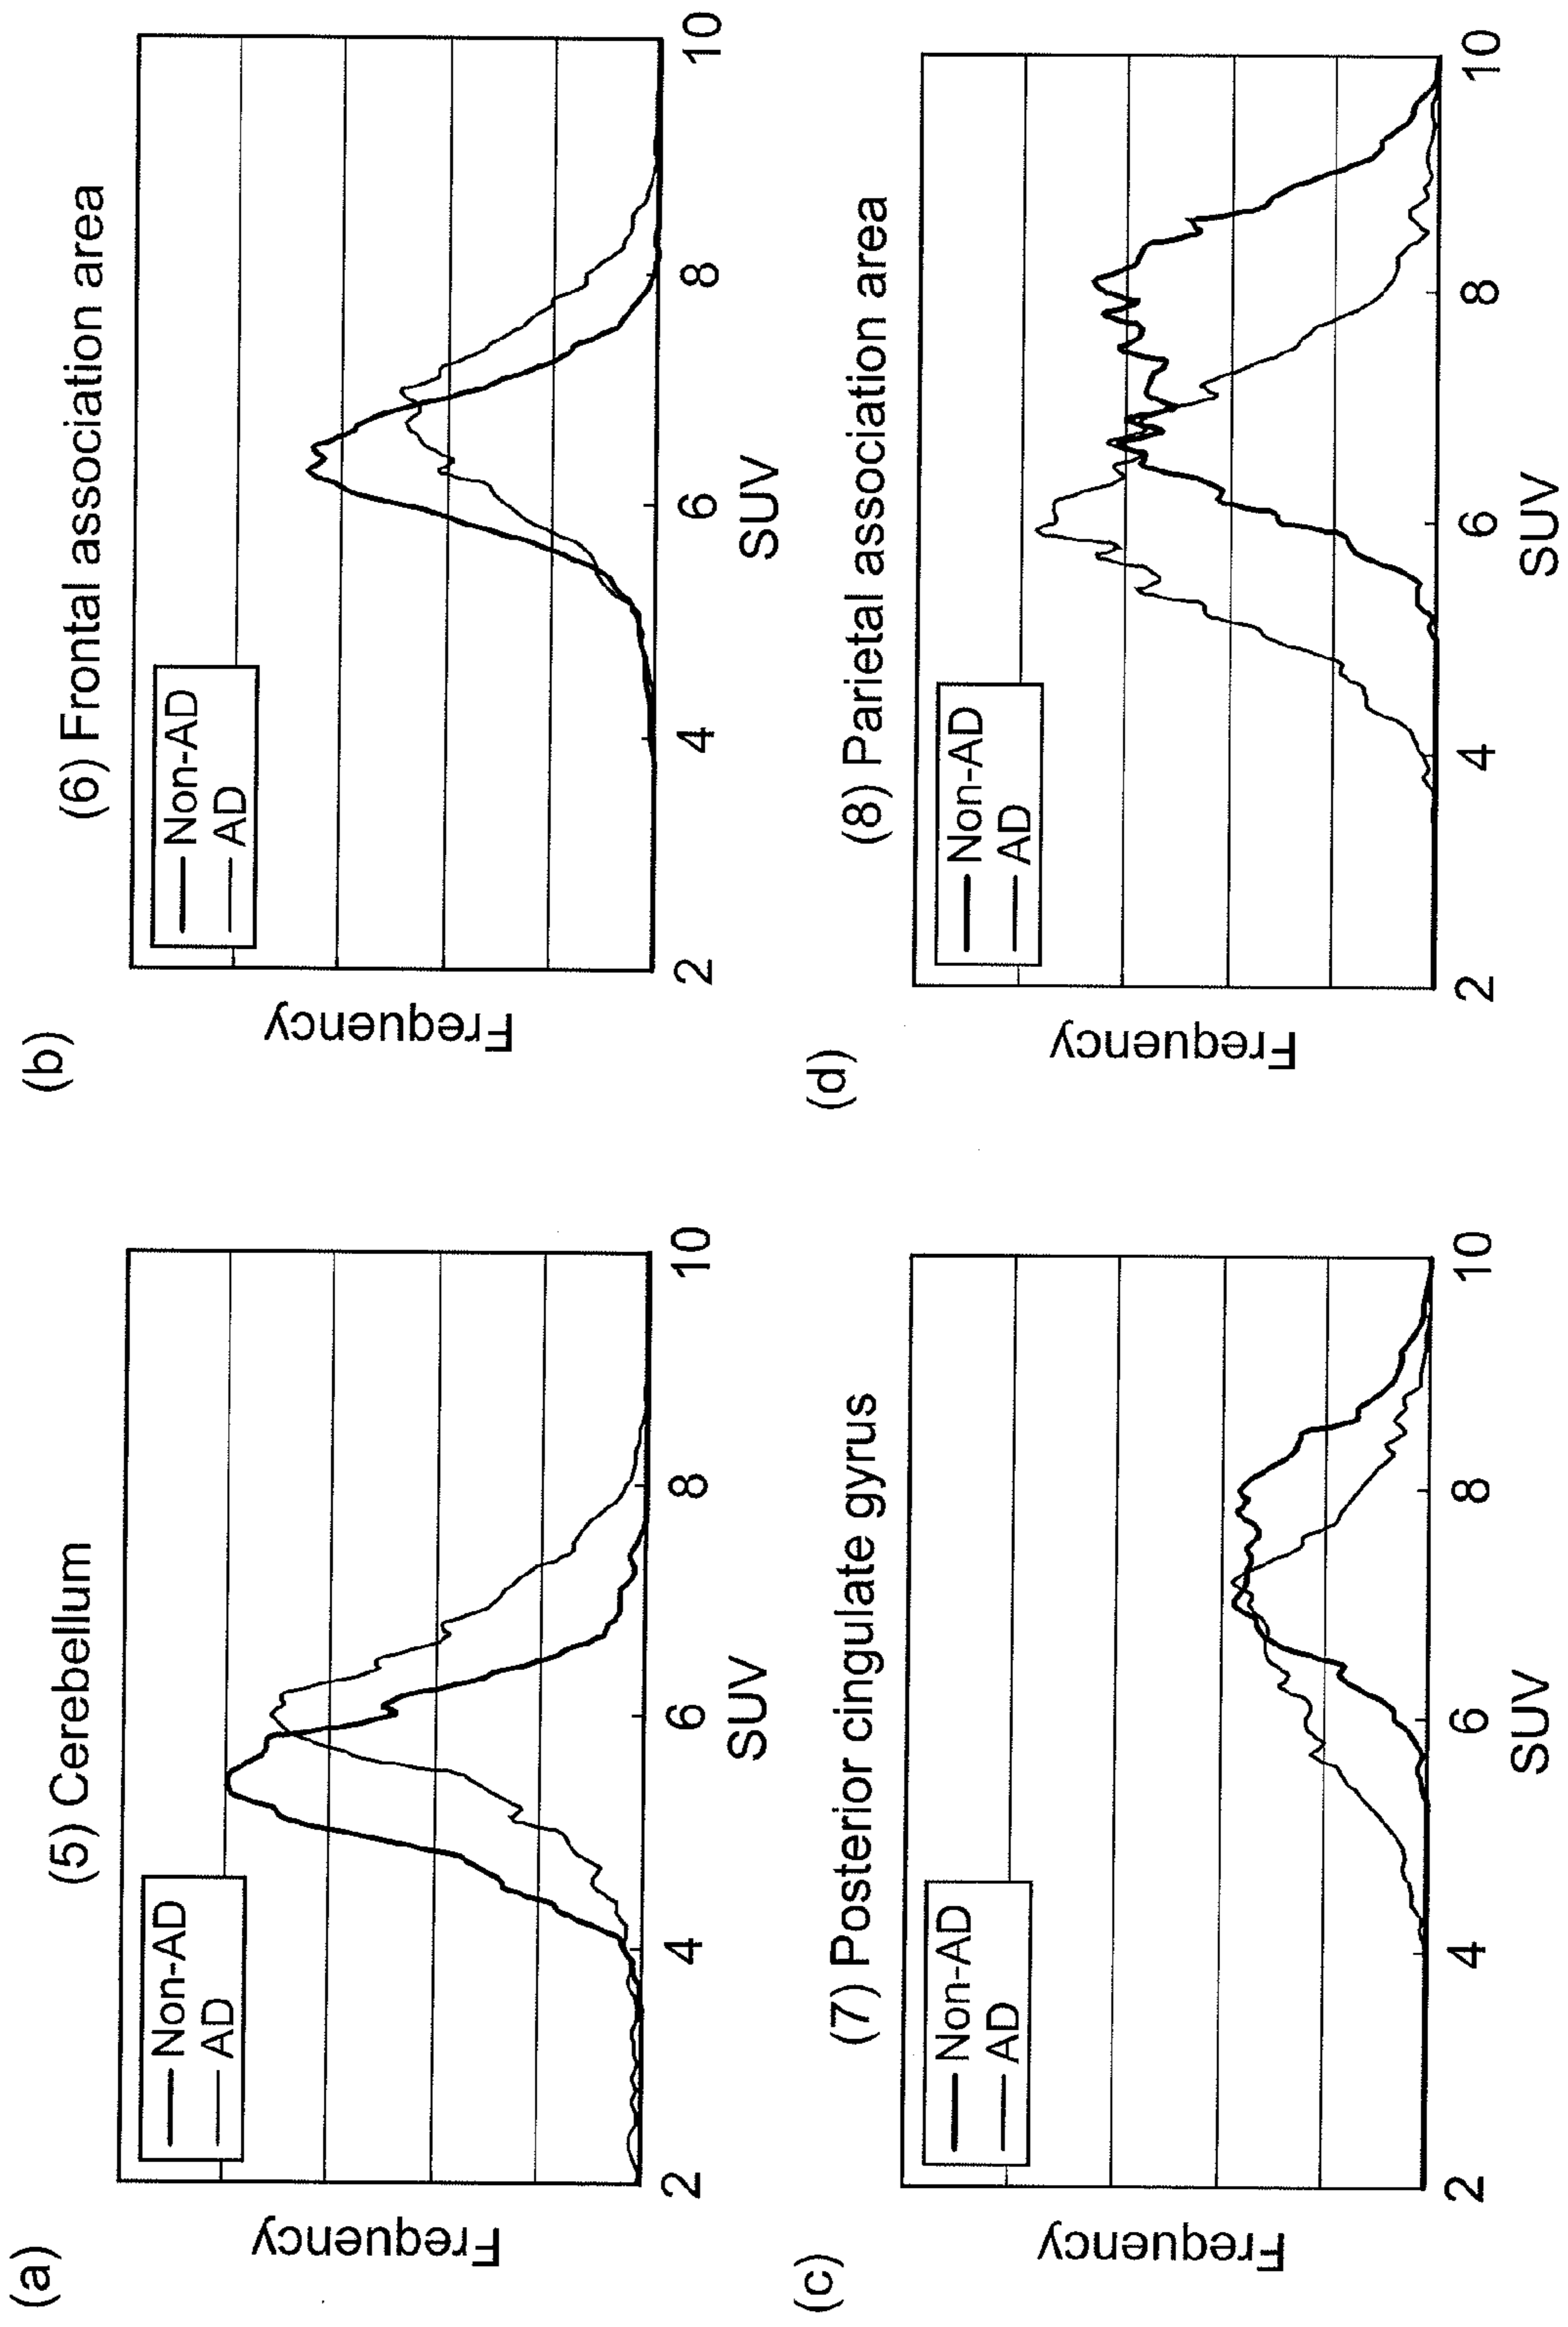 (a)
(5) Cerebellum
Non-AD
AD
Frequency
2 4 6 8 10
SUV
(b)
(6) Frontal association area
Non-AD
AD
Frequency
2 4 6 8 10
SUV
(c)
(7) Posterior cingulate gyrus
Non-AD
AD
Frequency
2 4 6 8 10
SUV
(d)
(8) Parietal association area
Non-AD
AD
Frequency
2 4 6 8 10
SUV